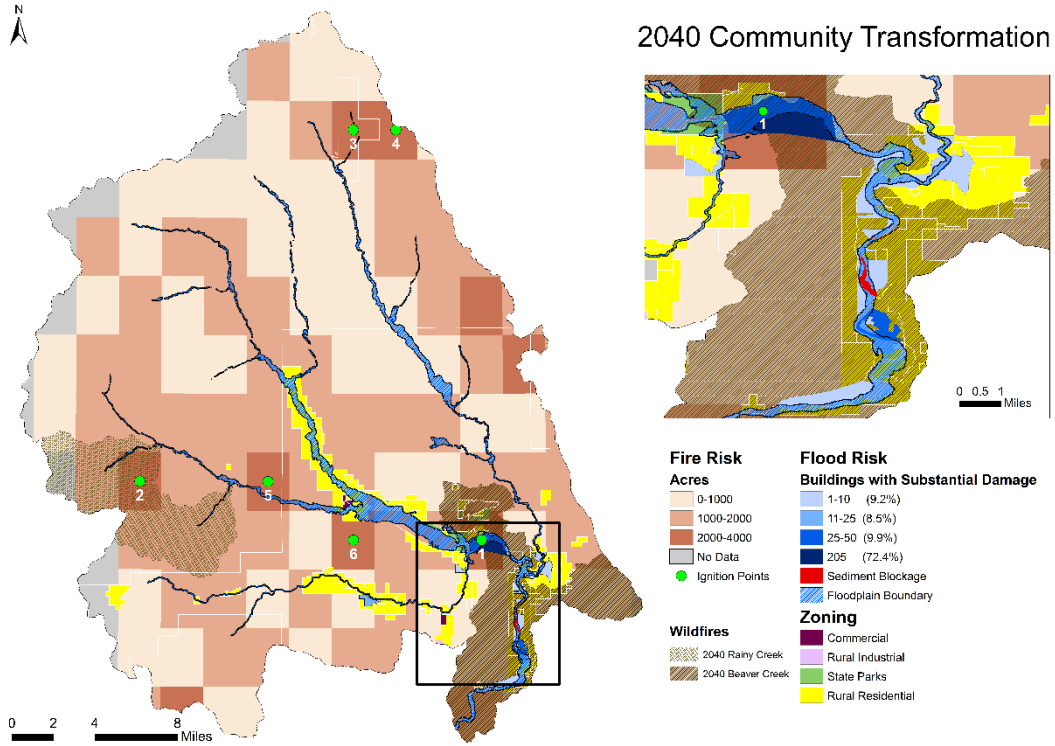 N
2040 Community Transformation
3
4
2
5
6
1
1
0 0.5 1
Miles
0 2 4 8
Miles
Fire Risk
Acres
0-1000
1000-2000
2000-4000
No Data
Ignition Points
Wildfires
2040 Rainy Creek
2040 Beaver Creek
Flood Risk
Buildings with Substantial Damage
1-10 (9.2%)
11-25 (8.5%)
25-50 (9.9%)
205 (72.4%)
Sediment Blockage
Floodplain Boundary
Zoning
Commercial
Rural Industrial
State Parks
Rural Residential